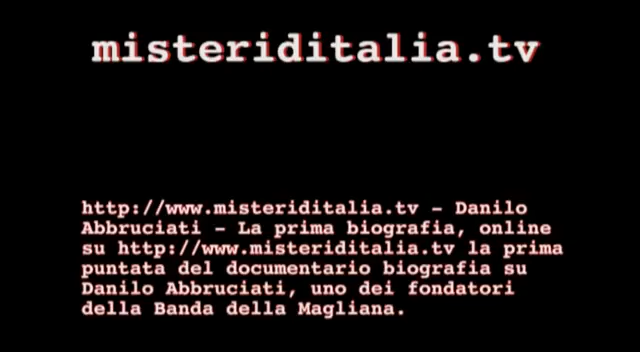 misteriditalia.tv
http://www.misteriditalia.tv - Danilo
Abbruciati - La prima biografia, online
su http://www.misteriditalia.tv la prima
puntata del documentario biografia su
Danilo Abbruciati, uno dei fondatori
della Banda della Magliana.